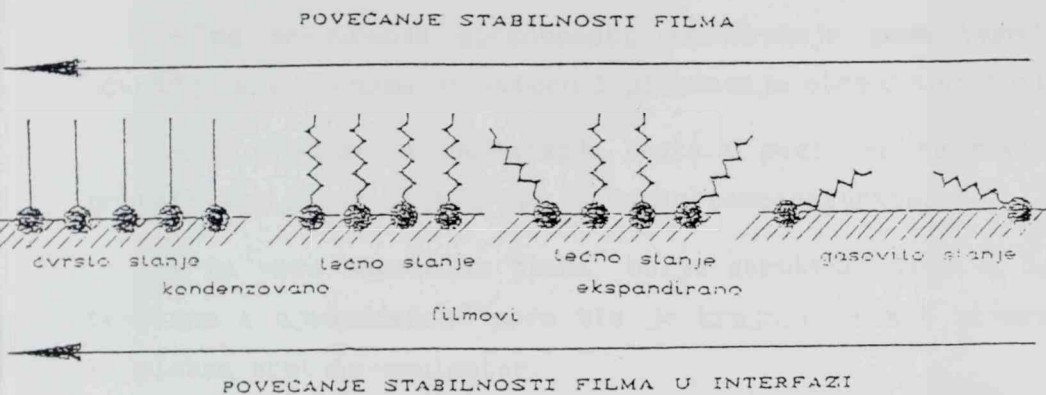 POVEĆANJE STABILNOSTI FILMA
čvrsto stanje
tečno stanje
tečno stanje
gasovito stanje
kondenzovano
ekspandirano
filmovi
POVEĆANJE STABILNOSTI FILMA U INTERFAZI